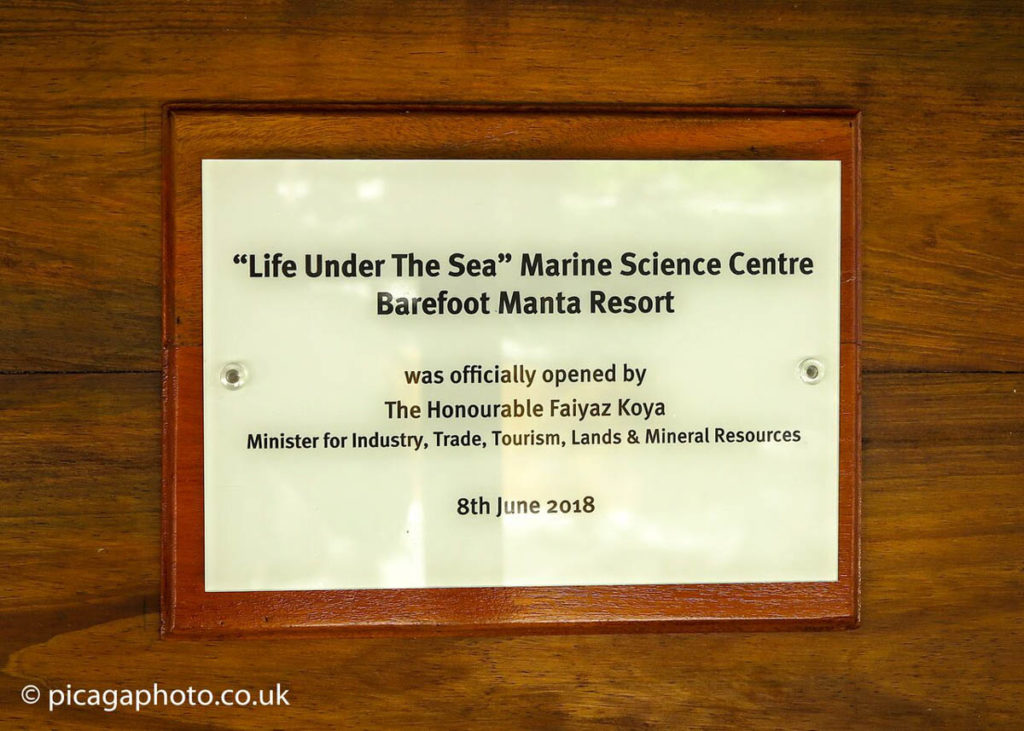 “Life Under The Sea” Marine Science Centre
Barefoot Manta Resort
was officially opened by
The Honourable Faiyaz Koya
Minister for Industry, Trade, Tourism, Lands & Mineral Resources
8th June 2018
© picagaphoto.co.uk